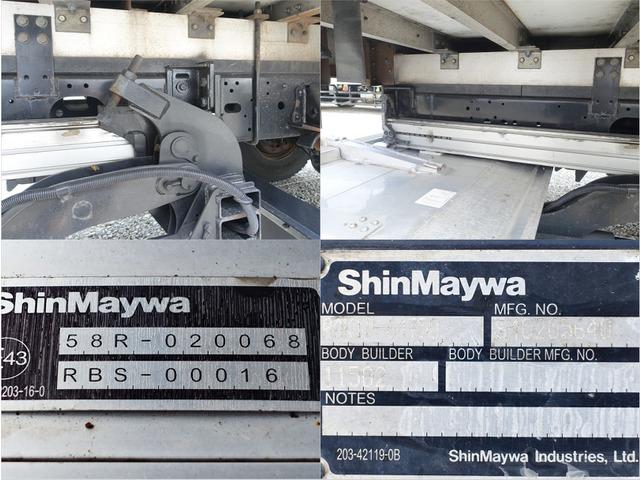 ShinMaywa
58R-020068
43
RBS-00016
203-16-0
ShinMaywa
MODEL MFG. NO.
BODY BUILDER BODY BUILDER MFG. NO.
NOTES
203-42119-0B ShinMaywa Industries, Ltd.